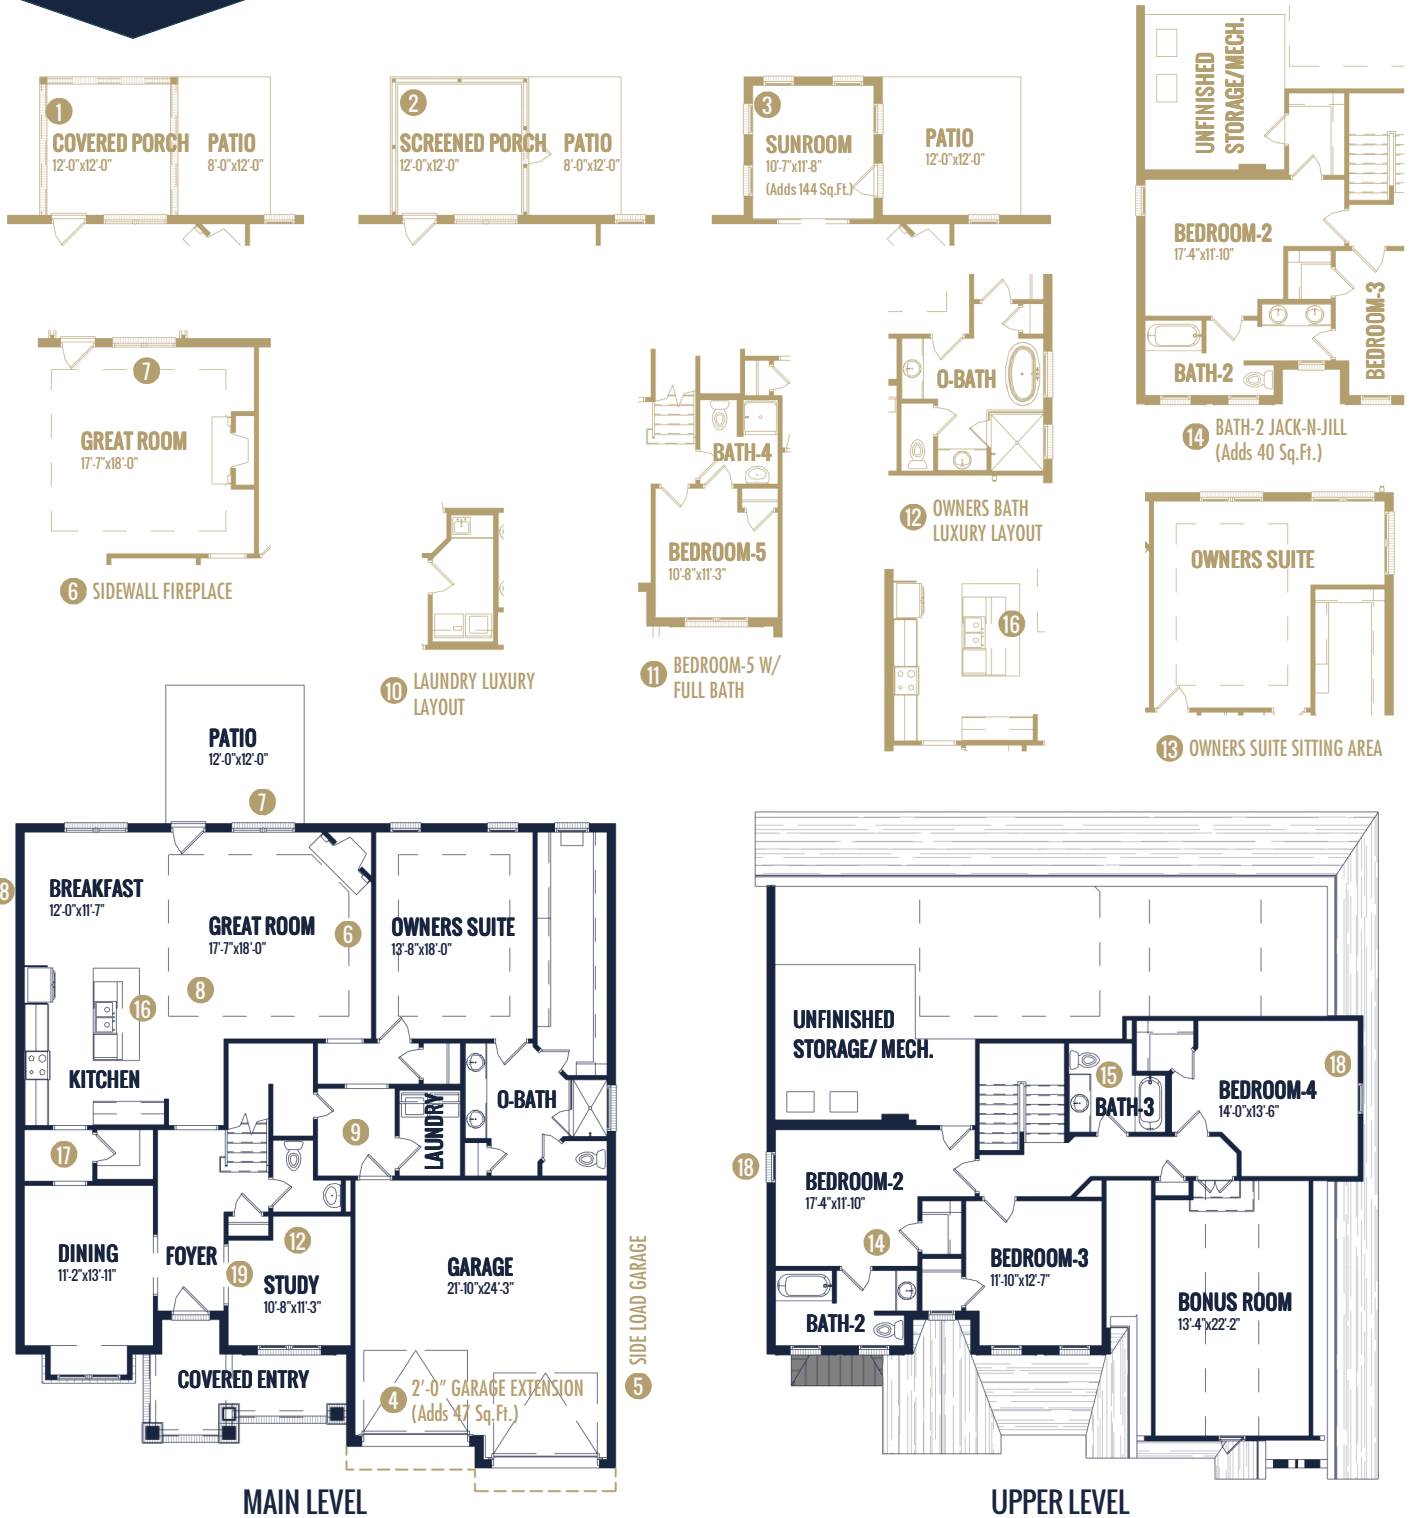 1
COVERED PORCH
12'-0"x12'-0"
PATIO
8'-0"x12'-0"
2
SCREENED PORCH
12'-0"x12'-0"
PATIO
8'-0"x12'-0"
3
SUNROOM
10'-7"x11'-8"
(Adds 144 Sq.Ft.)
PATIO
12'-0"x12'-0"
UNFINISHED
STORAGE/MECH.
BEDROOM-2
17'-4"x11'-10"
BEDROOM-3
BATH-2
14 BATH-2 JACK-N-JILL
(Adds 40 Sq.Ft.)
7
GREAT ROOM
17'-7"x18'-0"
6 SIDEWALL FIREPLACE
10 LAUNDRY LUXURY
LAYOUT
BATH-4
BEDROOM-5
10'-8"x11'-3"
11 BEDROOM-5 W/
FULL BATH
O-BATH
12 OWNERS BATH
LUXURY LAYOUT
16
OWNERS SUITE
13 OWNERS SUITE SITTING AREA
PATIO
12'-0"x12'-0"
7
8
BREAKFAST
12'-0"x11'-7"
GREAT ROOM
17'-7"x18'-0"
6
OWNERS SUITE
13'-8"x18'-0"
8
16
KITCHEN
O-BATH
LAUNDRY
9
17
DINING
11'-2"x13'-11"
FOYER
19
12
STUDY
10'-8"x11'-3"
GARAGE
21'-10"x24'-3"
5 SIDE LOAD GARAGE
COVERED ENTRY
4 2'-0" GARAGE EXTENSION
(Adds 47 Sq.Ft.)
MAIN LEVEL
UNFINISHED
STORAGE/ MECH.
15
BATH-3
18
BEDROOM-4
14'-0"x13'-6"
18
BEDROOM-2
17'-4"x11'-10"
14
BEDROOM-3
11'-10"x12'-7"
BATH-2
BONUS ROOM
13'-4"x22'-2"
UPPER LEVEL